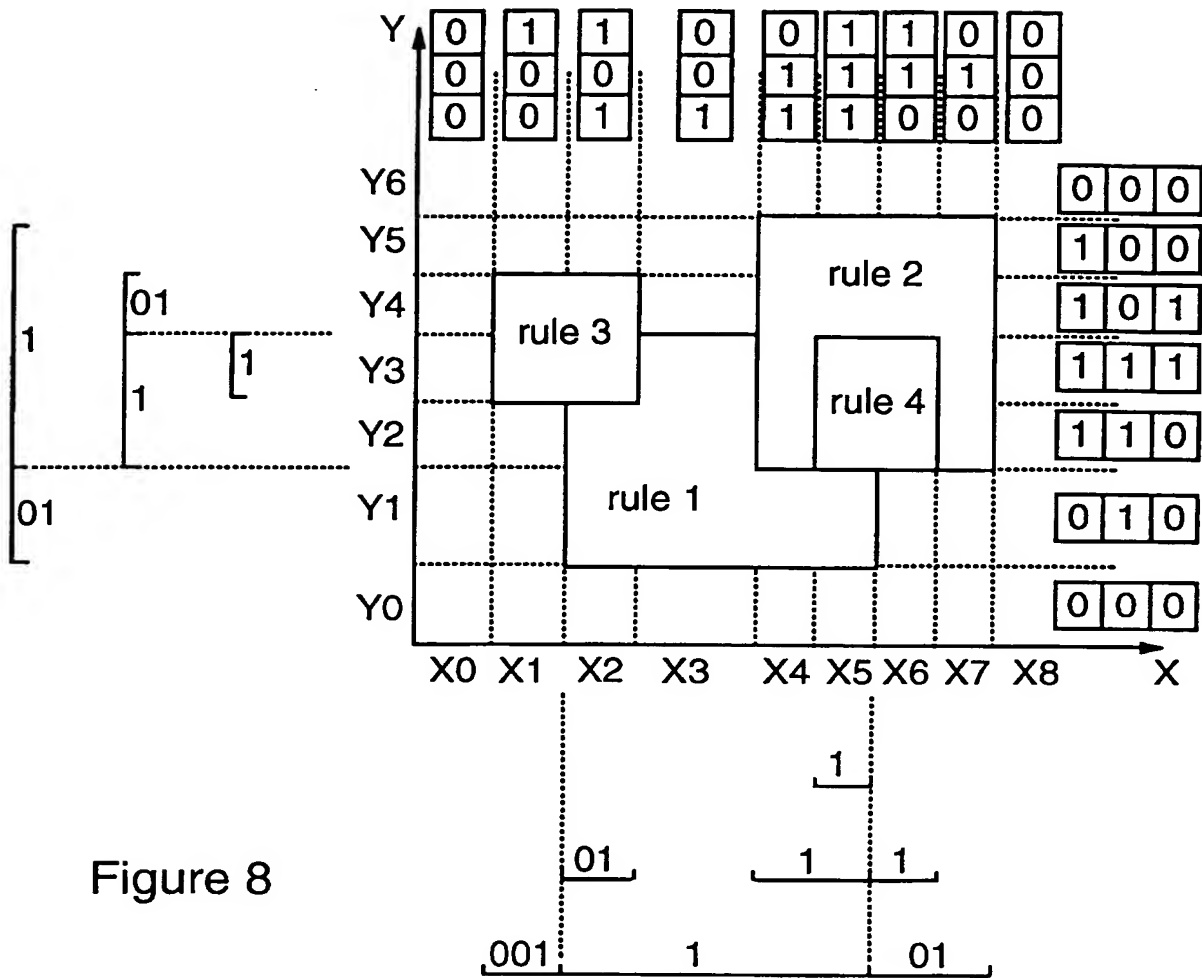 Y 0 1 1 0 0 1 1 0 0
0 0 0 0 1 1 1 1 0
0 0 1 1 1 1 0 0 0
Y6 0 0 0
Y5 1 0 0
rule 2
01 Y4 1 0 1
1 rule 3
1 Y3 1 1 1
1 rule 4
Y2 1 1 0
01 Y1 rule 1 0 1 0
Y0 0 0 0
X0 X1 X2 X3 X4 X5 X6 X7 X8 X
1
01 1 1
Figure 8
001 1 01